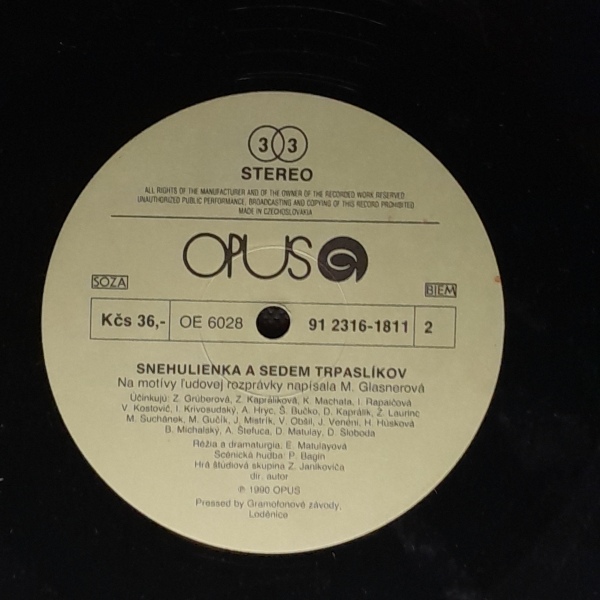 33
STEREO
ALL RIGHTS OF THE MANUFACTURER AND OF THE OWNER OF THE RECORDED WORK RESERVED.
UNAUTHORIZED PUBLIC PERFORMANCE, BROADCASTING AND COPYING OF THIS RECORD PROHIBITED.
MADE IN CZECHOSLOVAKIA
OPUS
SOZA BIEM
Kčs 36,- OE 6028 91 2316-1811 2
SNEHULIENKA A SEDEM TRPASLÍKOV
Na motívy ľudovej rozprávky napísala M. Glasnerová
Účinkujú: Z. Grúberová, Z. Kapráliková, K. Machata, I. Rapaičová
V. Kostovič, I. Krivosudský, A. Hryc, Š. Bučko, D. Kaprálik, Ž. Laurinc
M. Suchánek, M. Gučík, J. Mistrík, V. Obšil, J. Venéni, H. Húsková
B. Michalský, A. Štefuca, D. Matulay, D. Sloboda
Réžia a dramaturgia: E. Matulayová
Scénická hudba: P. Bagin
Hrá štúdiová skupina Z. Janikoviča
dir. autor
℗ 1990 OPUS
Pressed by Gramofonové závody,
Loděnice